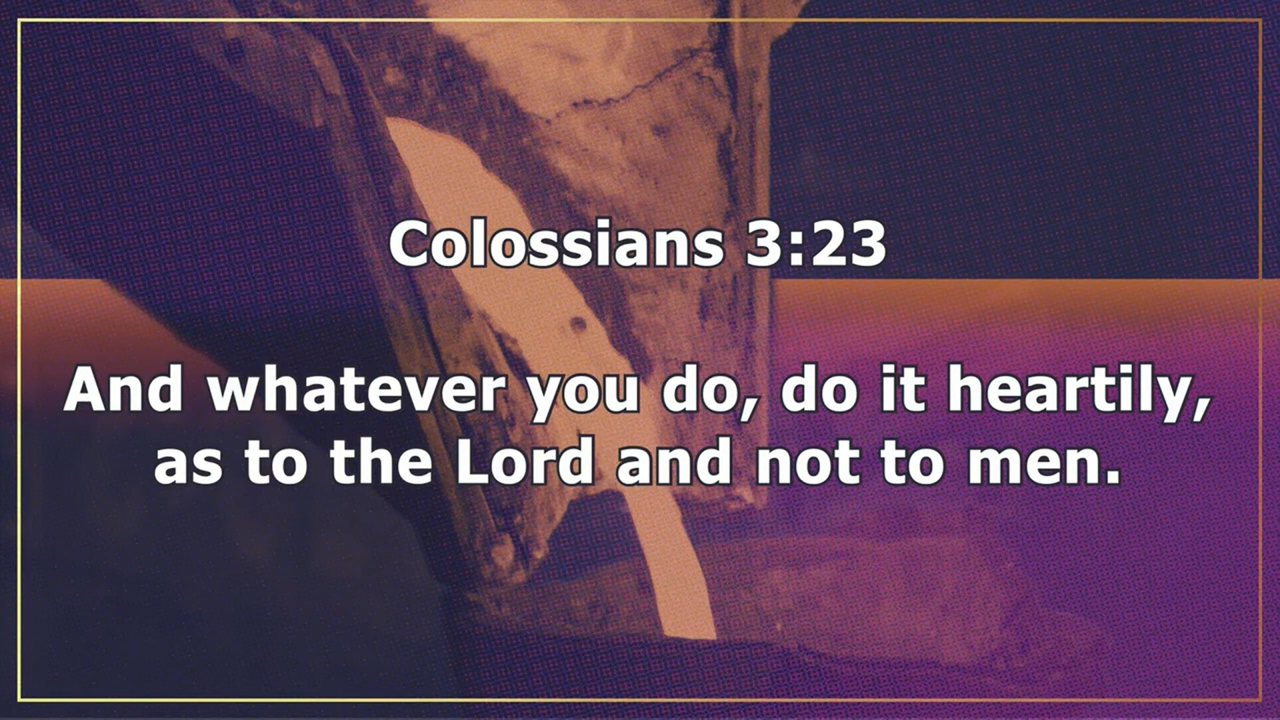 Colossians 3:23
And whatever you do, do it heartily,
as to the Lord and not to men.